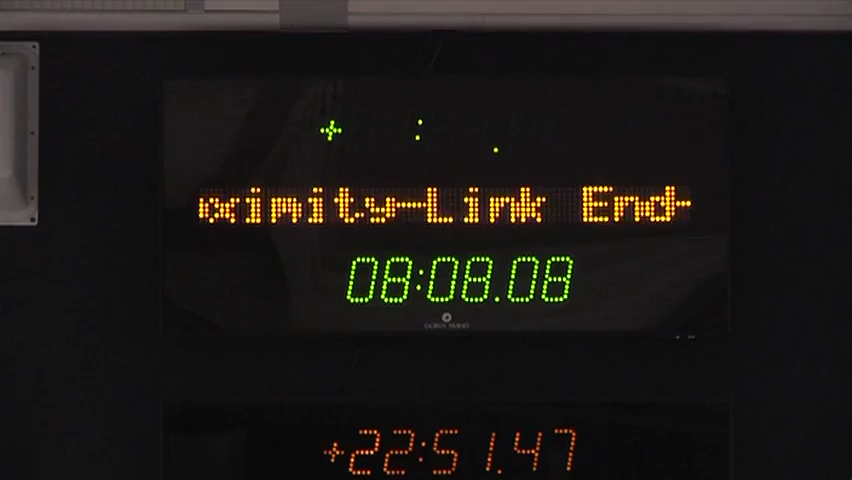 + : .
ximity-Link End-
08:08.08
+22:51.47